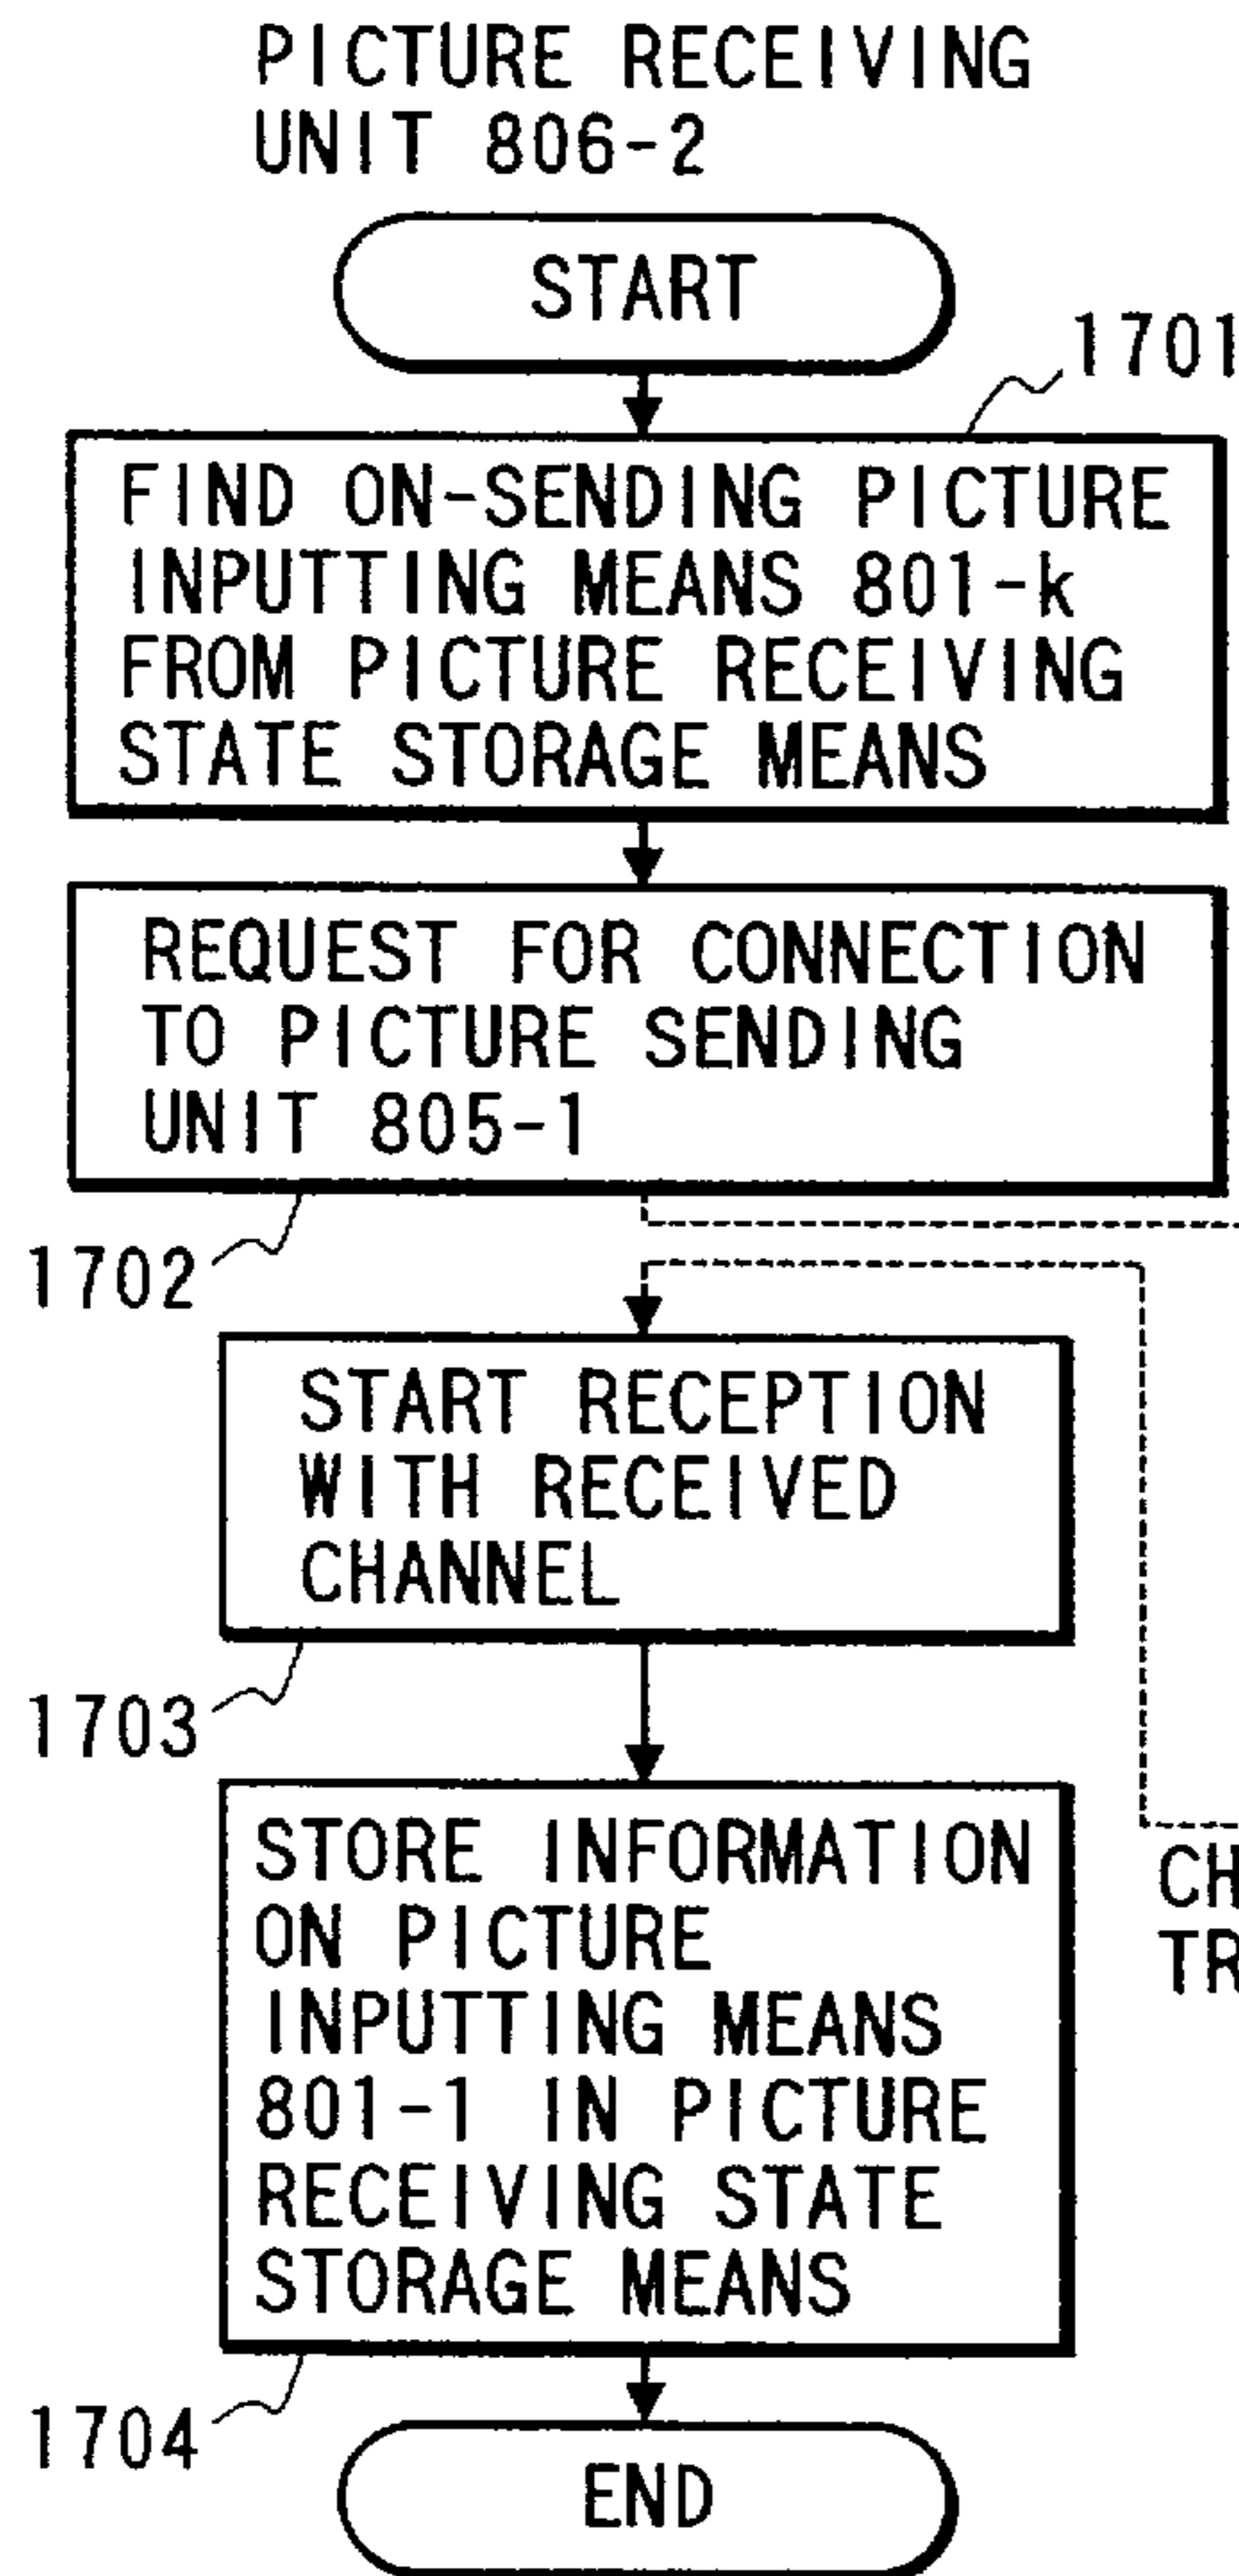 PICTURE RECEIVING
UNIT 806-2
START
1701
FIND ON-SENDING PICTURE
INPUTTING MEANS 801-k
FROM PICTURE RECEIVING
STATE STORAGE MEANS
REQUEST FOR CONNECTION
TO PICTURE SENDING
UNIT 805-1
1702
START RECEPTION
WITH RECEIVED
CHANNEL
1703
STORE INFORMATION
ON PICTURE
INPUTTING MEANS
801-1 IN PICTURE
RECEIVING STATE
STORAGE MEANS
CH
TR
1704
END